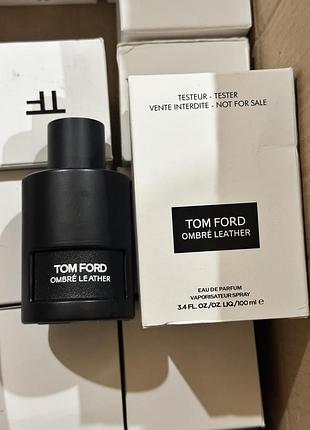 TF
TESTEUR - TESTER
VENTE INTERDITE - NOT FOR SALE
TOM FORD
OMBRÉ LEATHER
EAU DE PARFUM
VAPORISATEUR SPRAY
3.4 FL. OZ./OZ. LIQ./100 ml ℮
TOM FORD
OMBRÉ LEATHER